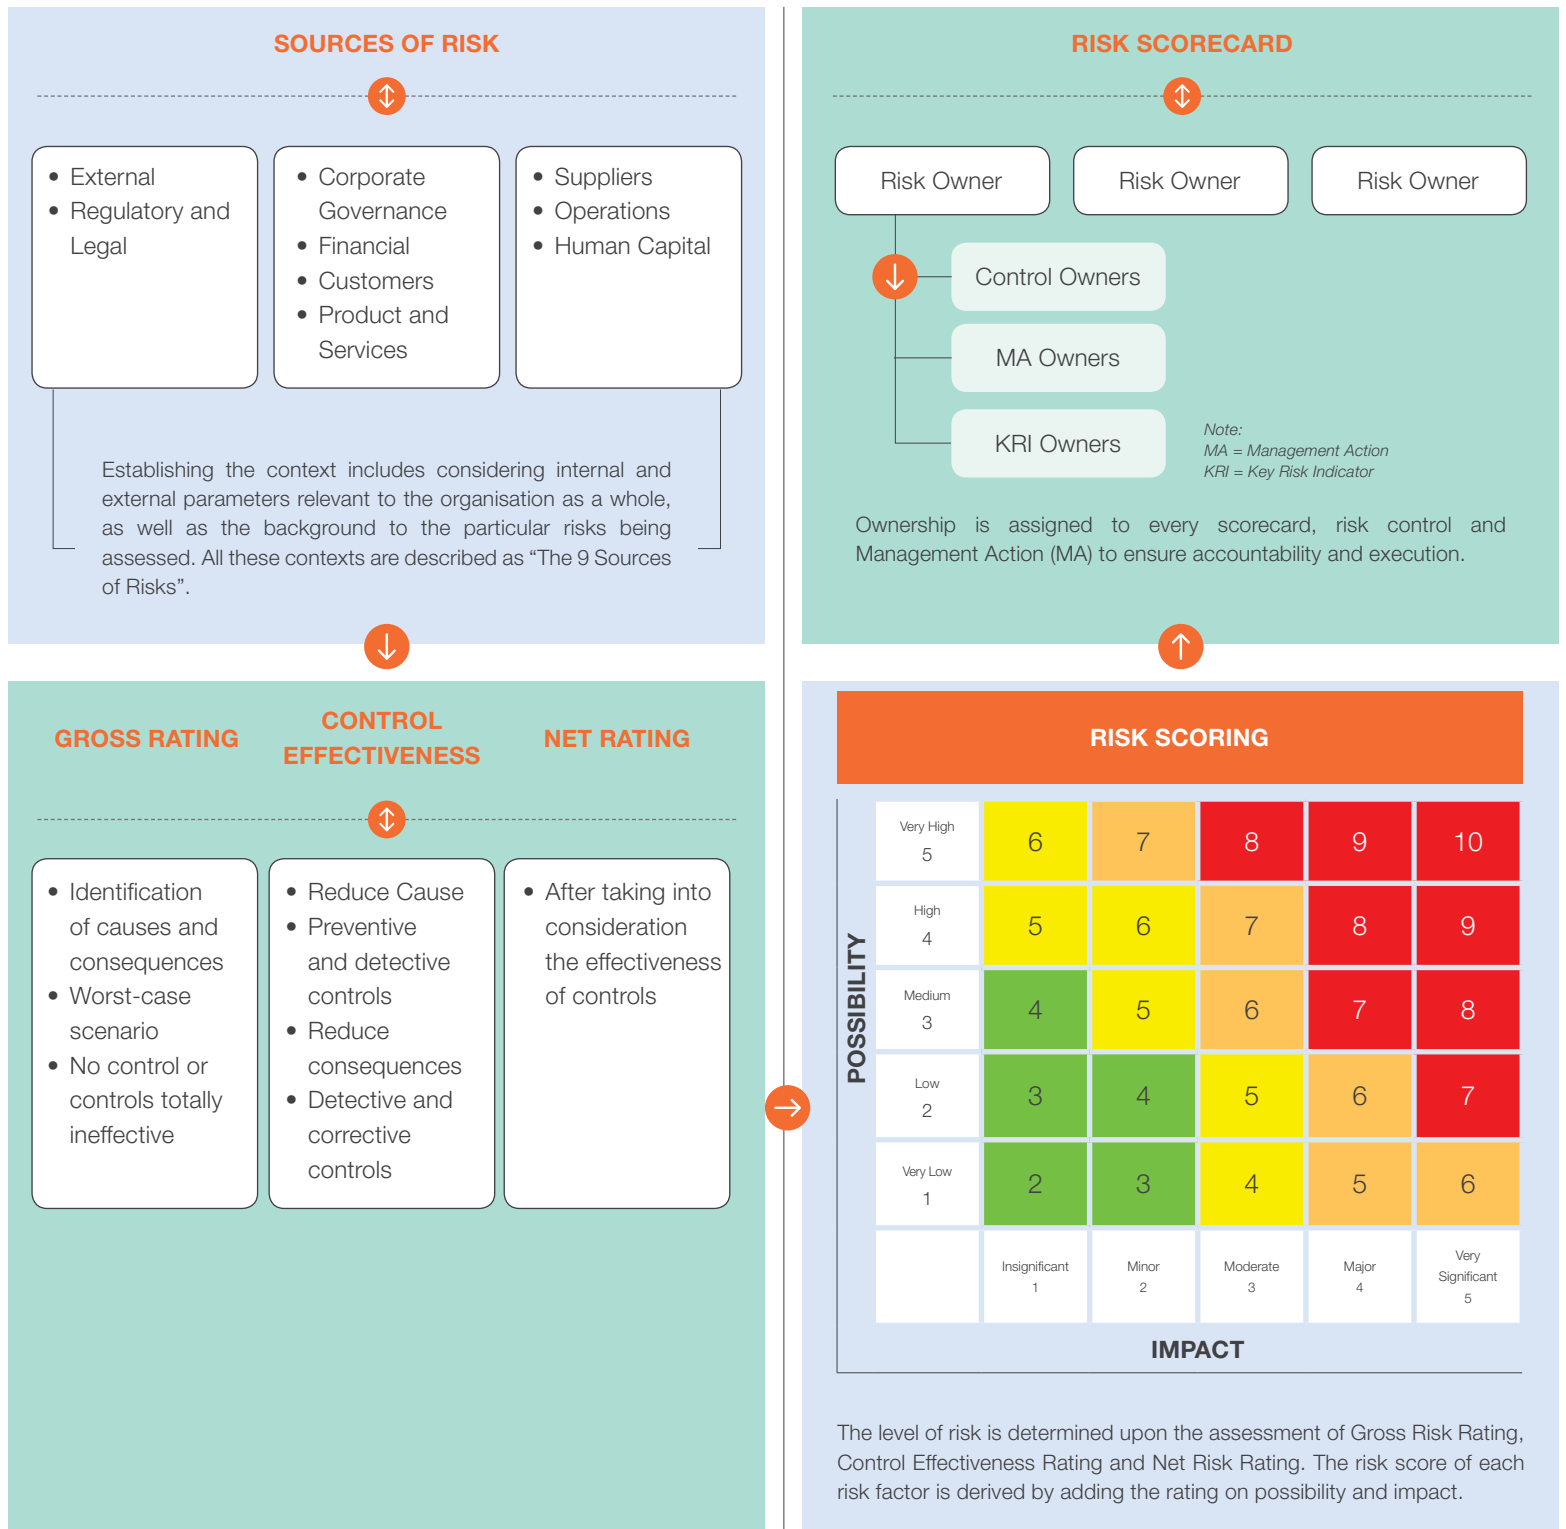 SOURCES OF RISK
• External
• Regulatory and
Legal
• Corporate
Governance
• Financial
• Customers
• Product and
Services
• Suppliers
• Operations
• Human Capital
Establishing the context includes considering internal and
external parameters relevant to the organisation as a whole,
as well as the background to the particular risks being
assessed. All these contexts are described as “The 9 Sources
of Risks”.
GROSS RATING
CONTROL
EFFECTIVENESS
NET RATING
• Identification
of causes and
consequences
• Worst-case
scenario
• No control or
controls totally
ineffective
• Reduce Cause
• Preventive
and detective
controls
• Reduce
consequences
• Detective and
corrective
controls
• After taking into
consideration
the effectiveness
of controls
RISK SCORECARD
Risk Owner
Risk Owner
Risk Owner
Control Owners
MA Owners
KRI Owners
Note:
MA = Management Action
KRI = Key Risk Indicator
Ownership is assigned to every scorecard, risk control and
Management Action (MA) to ensure accountability and execution.
RISK SCORING
POSSIBILITY
Very High
5
6 7 8 9 10
High
4
5 6 7 8 9
Medium
3
4 5 6 7 8
Low
2
3 4 5 6 7
Very Low
1
2 3 4 5 6
Insignificant
1
Minor
2
Moderate
3
Major
4
Very
Significant
5
IMPACT
The level of risk is determined upon the assessment of Gross Risk Rating,
Control Effectiveness Rating and Net Risk Rating. The risk score of each
risk factor is derived by adding the rating on possibility and impact.